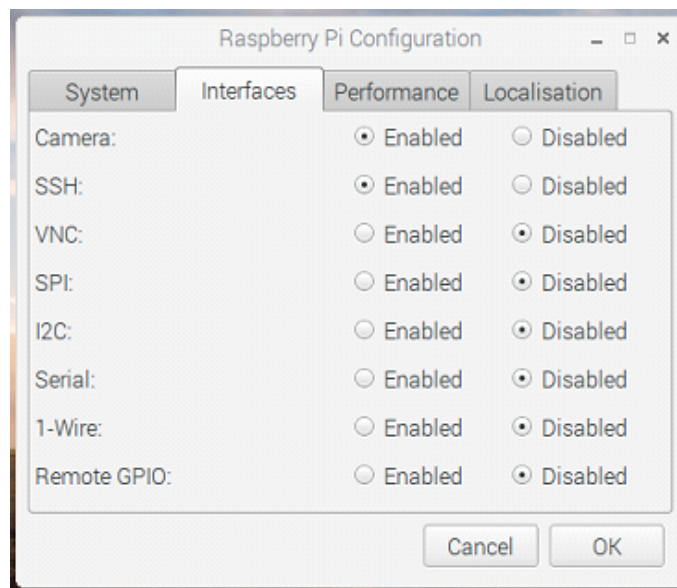 Raspberry Pi Configuration
System Interfaces Performance Localisation
Camera: Enabled Disabled
SSH: Enabled Disabled
VNC: Enabled Disabled
SPI: Enabled Disabled
I2C: Enabled Disabled
Serial: Enabled Disabled
1-Wire: Enabled Disabled
Remote GPIO: Enabled Disabled
Cancel OK